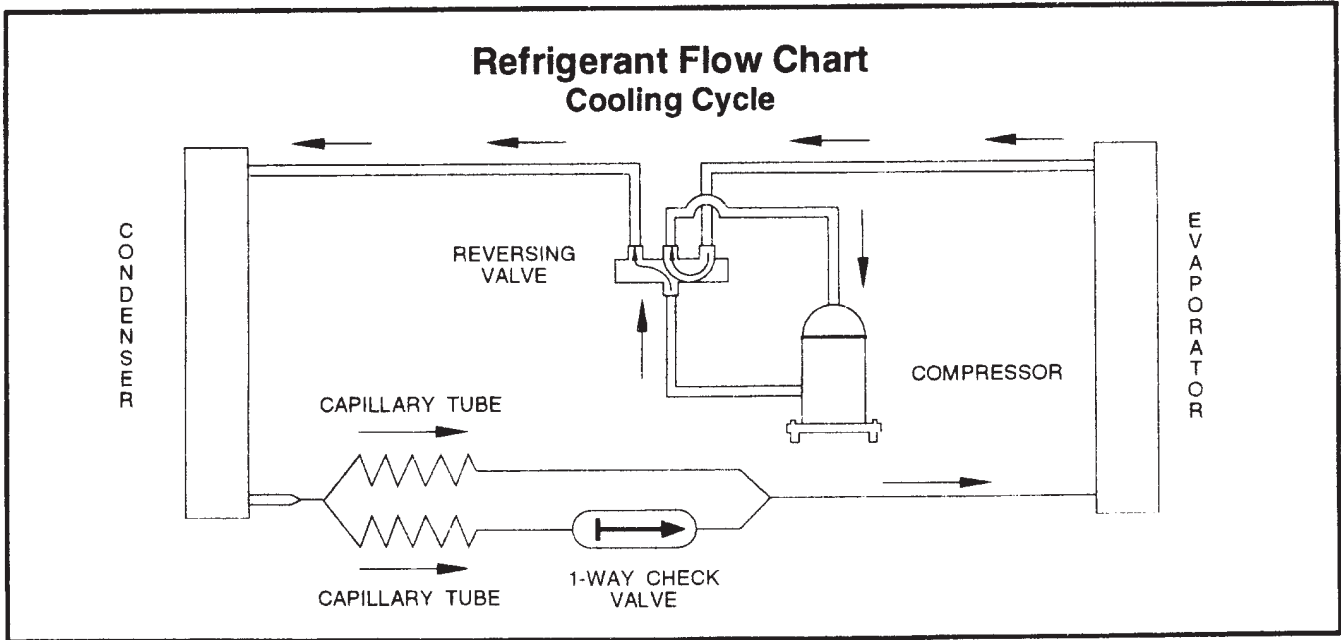 Refrigerant Flow Chart
Cooling Cycle
CONDENSER
REVERSING
VALVE
EVAPORATOR
COMPRESSOR
CAPILLARY TUBE
CAPILLARY TUBE
1-WAY CHECK
VALVE